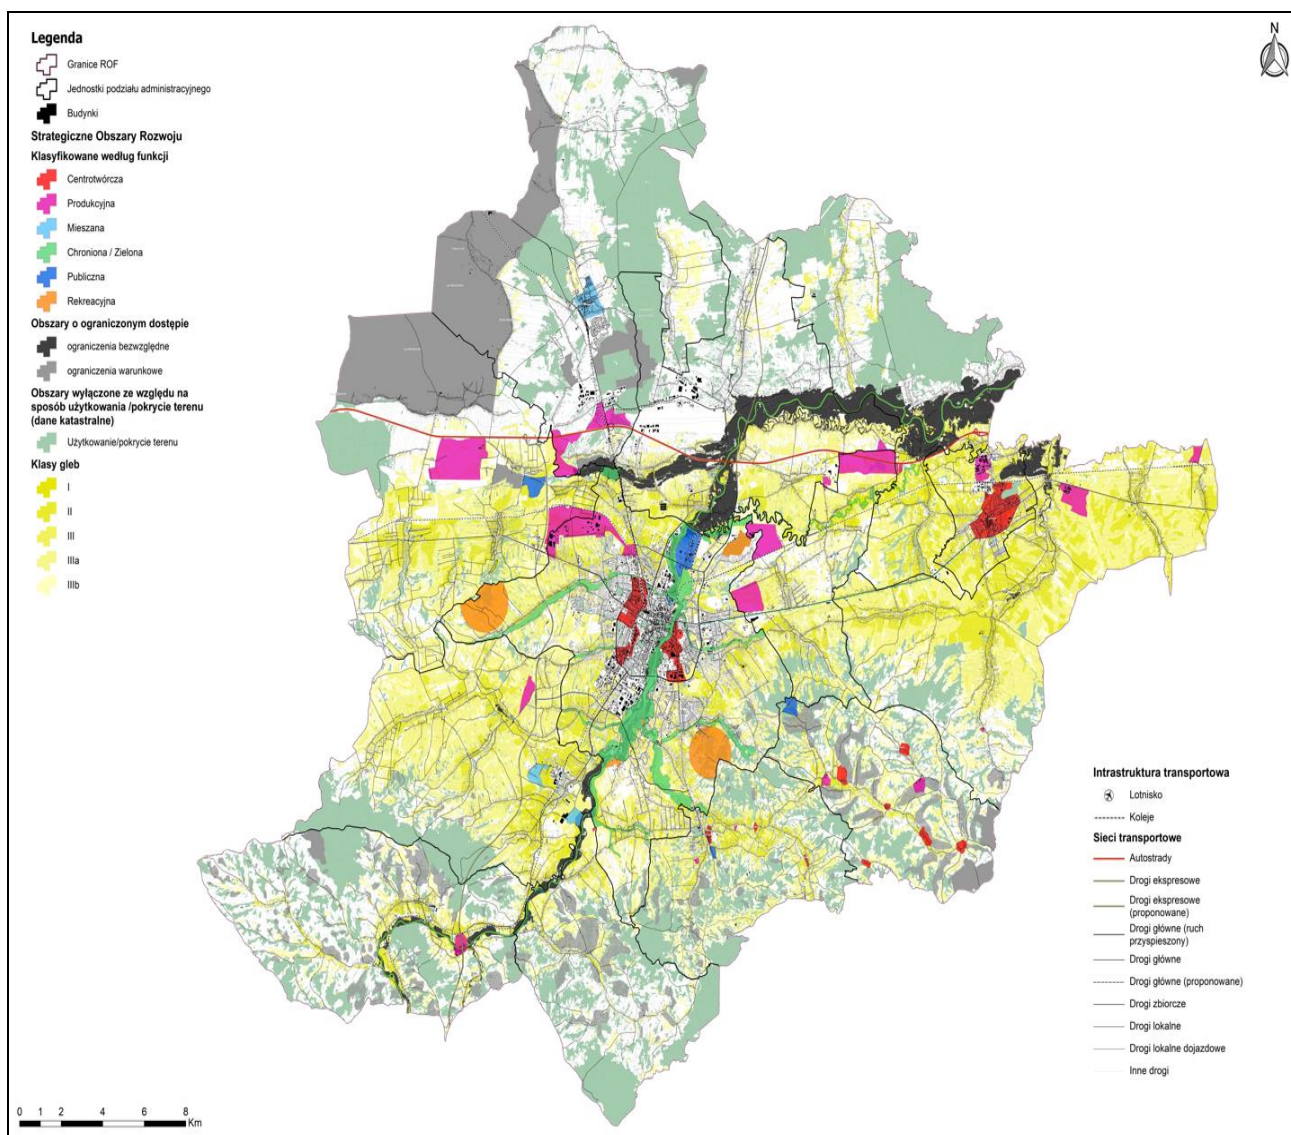 Legenda
Granice ROF
Jednostki podziału administracyjnego
Budynki
Strategiczne Obszary Rozwoju
Klasyfikowane według funkcji
Centrotwórcza
Produkcyjna
Mieszana
Chroniona / Zielona
Publiczna
Rekreacyjna
Obszary o ograniczonym dostępie
ograniczenia bezwzględne
ograniczenia warunkowe
Obszary wyłączone ze względu na
sposób użytkowania /pokrycie terenu
(dane katastralne)
Użytkowanie/pokrycie terenu
Klasy gleb
I
II
III
IIIa
IIIb
0 1 2 4 6 8
Km
N
Intrastruktura transportowa
Lotnisko
Koleje
Sieci transportowe
Autostrady
Drogi ekspresowe
Drogi ekspresowe
(proponowane)
Drogi główne (ruch
przyspieszony)
Drogi główne
Drogi główne (proponowane)
Drogi zbiorcze
Drogi lokalne
Drogi lokalne dojazdowe
Inne drogi